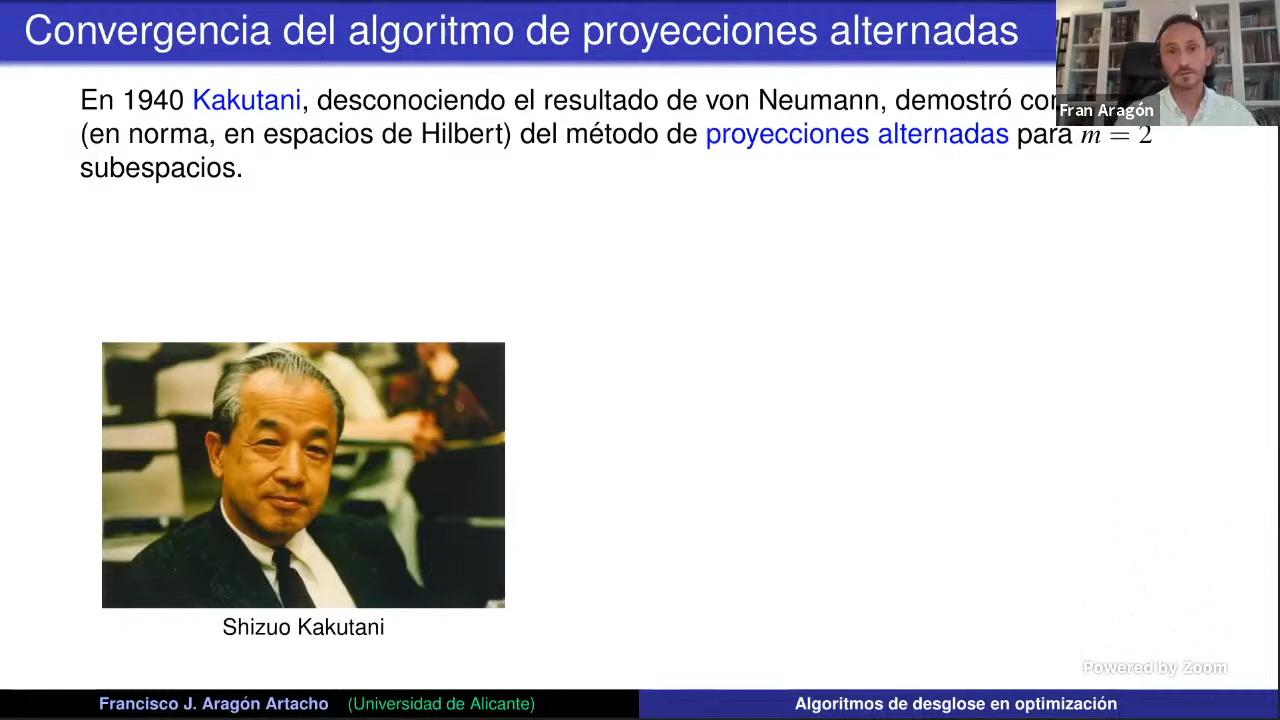 Convergencia del algoritmo de proyecciones alternadas
Fran Aragón
En 1940 Kakutani, desconociendo el resultado de von Neumann, demostró
(en norma, en espacios de Hilbert) del método de proyecciones alternadas para m = 2
subespacios.
Shizuo Kakutani
Powered by Zoom
Francisco J. Aragón Artacho (Universidad de Alicante)
Algoritmos de desglose en optimización